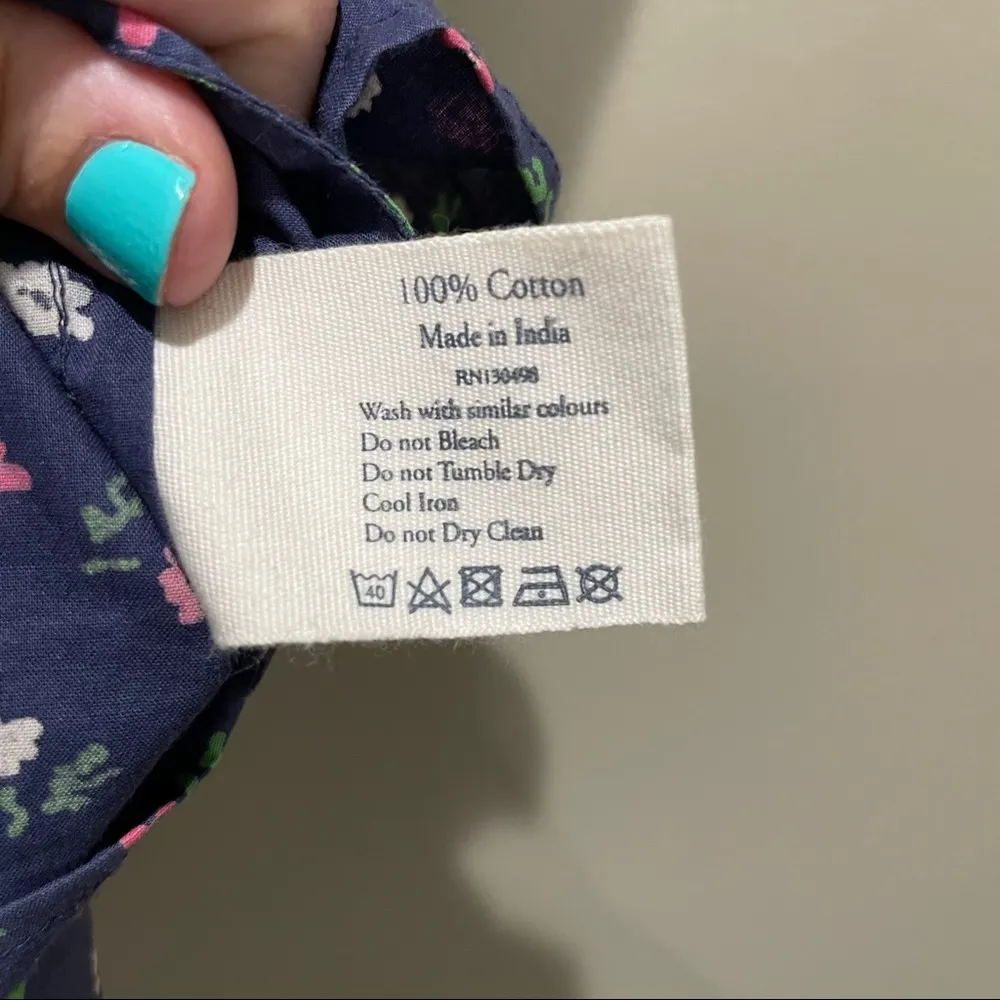 100% Cotton
Made in India
RN130498
Wash with similar colours
Do not Bleach
Do not Tumble Dry
Cool Iron
Do not Dry Clean
40